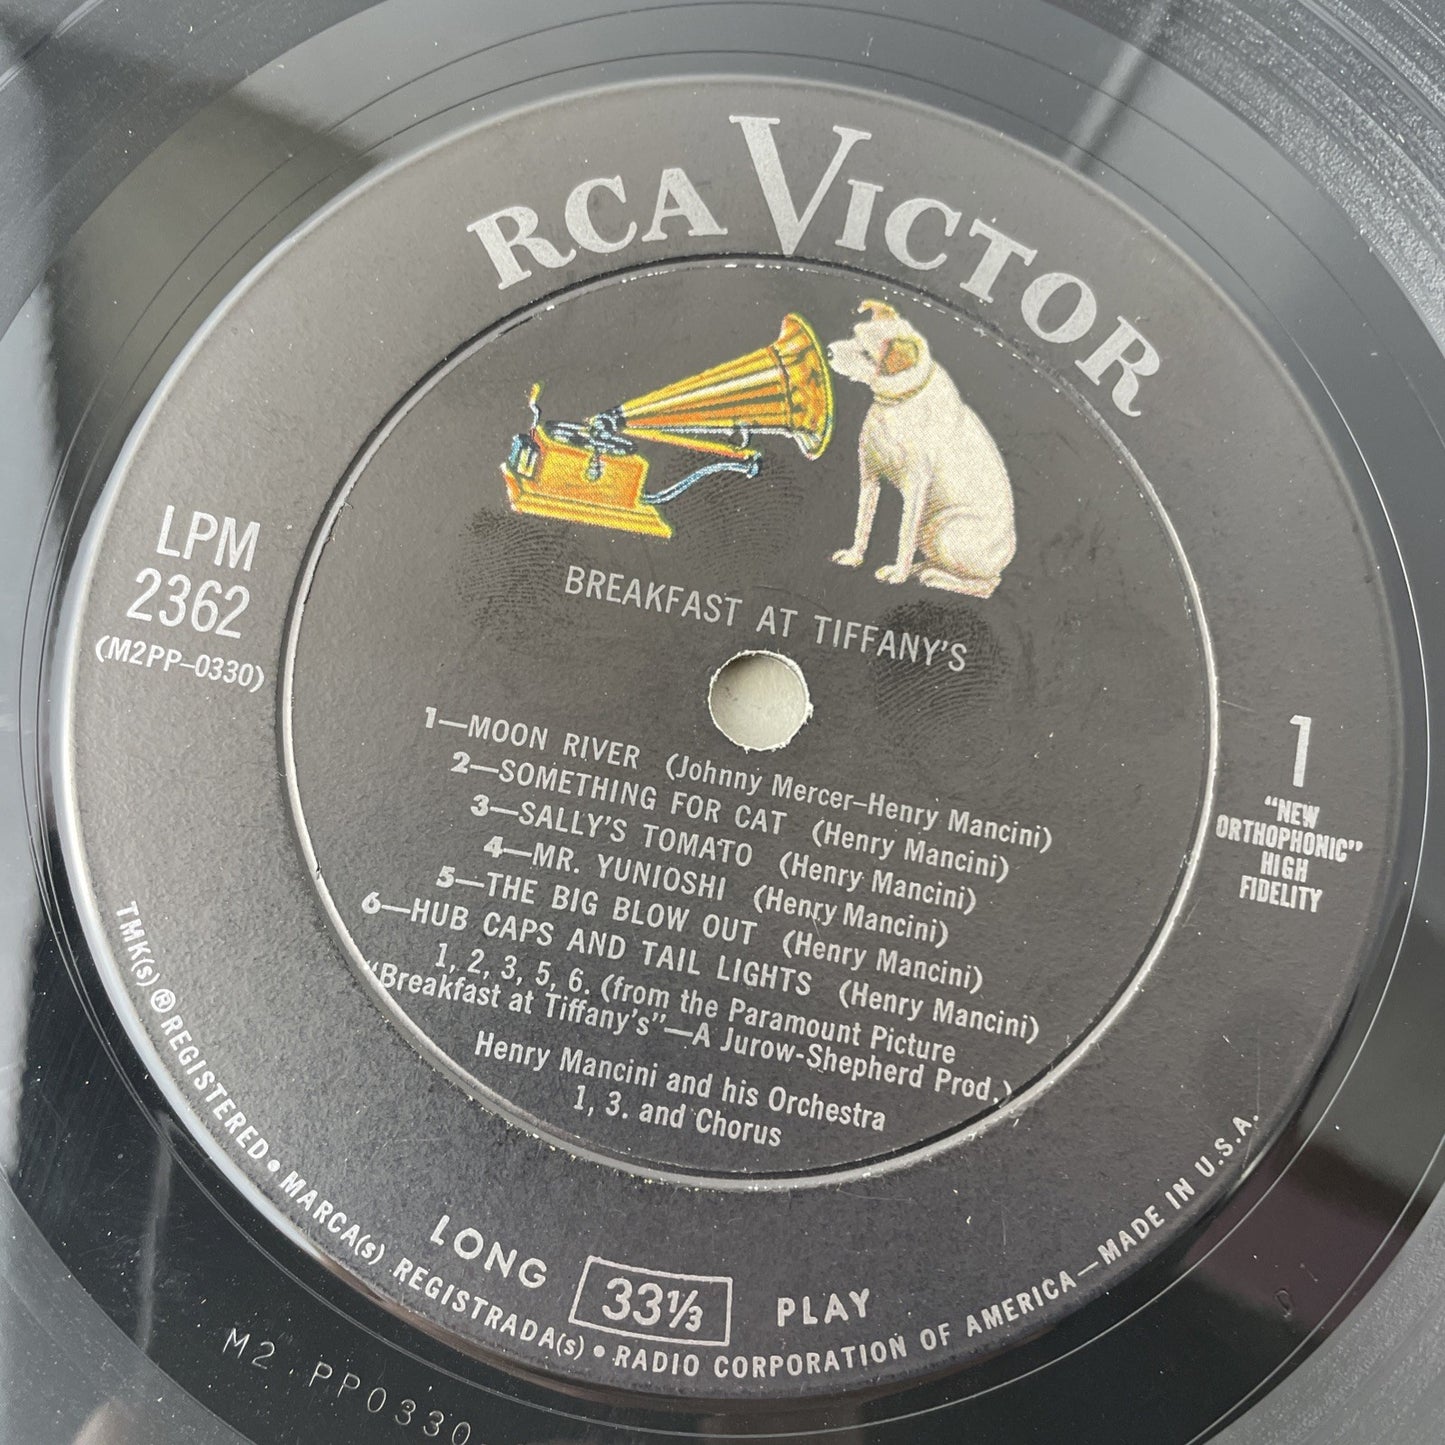 RCA VICTOR
LPM
2362
(M2PP-0330)
BREAKFAST AT TIFFANY'S
1—MOON RIVER (Johnny Mercer-Henry Mancini)
2—SOMETHING FOR CAT (Henry Mancini)
3—SALLY'S TOMATO (Henry Mancini)
4—MR. YUNIOSHI (Henry Mancini)
5—THE BIG BLOW OUT (Henry Mancini)
6—HUB CAPS AND TAIL LIGHTS (Henry Mancini)
1, 2, 3, 5, 6. (from the Paramount Picture
"Breakfast at Tiffany's"—A Jurow-Shepherd Prod.)
Henry Mancini and his Orchestra
1, 3. and Chorus
1
"NEW
ORTHOPHONIC"
HIGH
FIDELITY
LONG 33⅓ PLAY
TMK(s) ® REGISTERED • MARCA(s) REGISTRADA(s) • RADIO CORPORATION OF AMERICA—MADE IN U.S.A.
M2 PP0330